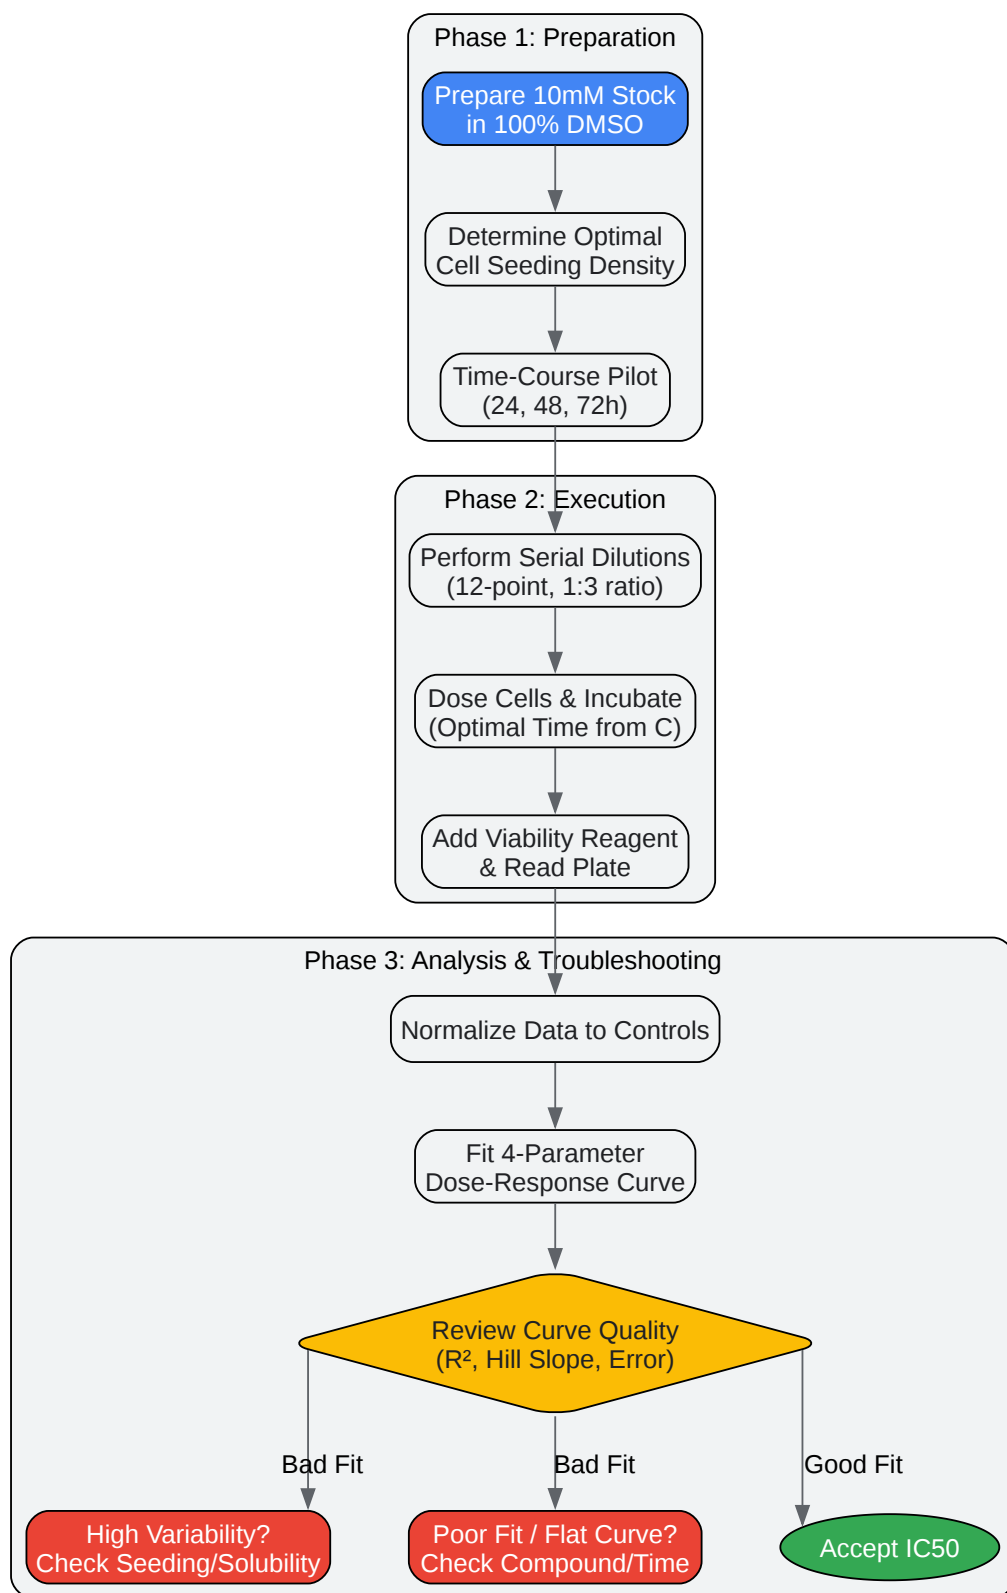 Phase 1: Preparation
Prepare 10mM Stock
in 100% DMSO
Determine Optimal
Cell Seeding Density
Time-Course Pilot
(24, 48, 72h)
Phase 2: Execution
Perform Serial Dilutions
(12-point, 1:3 ratio)
Dose Cells & Incubate
(Optimal Time from C)
Add Viability Reagent
& Read Plate
Phase 3: Analysis & Troubleshooting
Normalize Data to Controls
Fit 4-Parameter
Dose-Response Curve
Review Curve Quality
(R², Hill Slope, Error)
Bad Fit
Bad Fit
Good Fit
High Variability?
Check Seeding/Solubility
Poor Fit / Flat Curve?
Check Compound/Time
Accept IC50